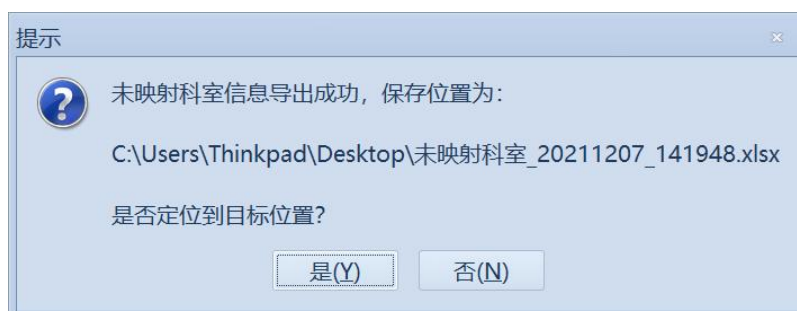 提示
未映射科室信息导出成功，保存位置为：
C:\Users\Thinkpad\Desktop\未映射科室_20211207_141948.xlsx
是否定位到目标位置？
是(Y)
否(N)